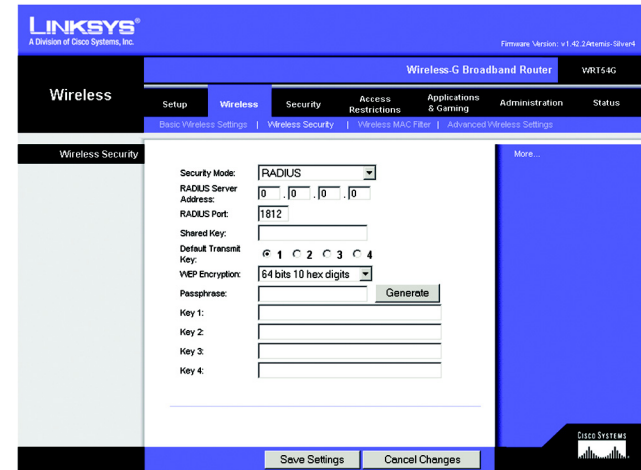 LINKSYS®
A Division of Cisco Systems, Inc.
Firmware Version: v1.42.2Artemis-Silver4
Wireless-G Broadband Router WRT54G
Wireless
Setup Wireless Security Access Restrictions Applications & Gaming Administration Status
Basic Wireless Settings | Wireless Security | Wireless MAC Filter | Advanced Wireless Settings
Wireless Security
More...
Security Mode: RADIUS
RADIUS Server Address: 0 . 0 . 0 . 0
RADIUS Port: 1812
Shared Key:
Default Transmit Key: 1 2 3 4
WEP Encryption: 64 bits 10 hex digits
Passphrase: Generate
Key 1:
Key 2:
Key 3:
Key 4:
CISCO SYSTEMS
Save Settings Cancel Changes